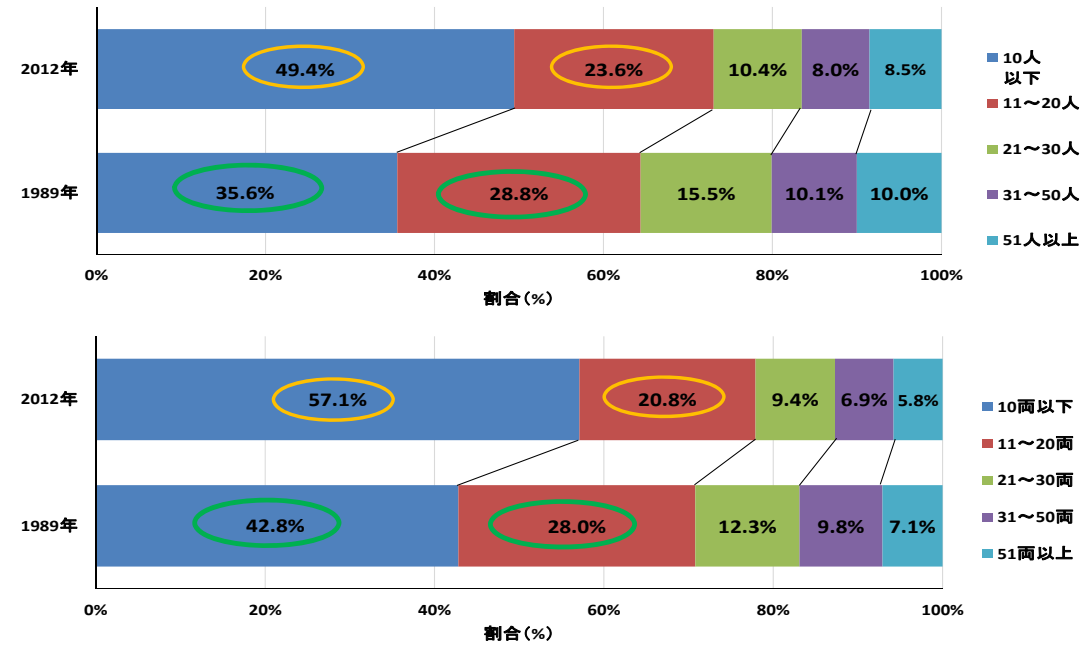 2012年
49.4%
23.6%
10.4%
8.0%
8.5%
1989年
35.6%
28.8%
15.5%
10.1%
10.0%
0%
20%
40%
60%
80%
100%
割合(%)
10人
以下
11～20人
21～30人
31～50人
51人以上
2012年
57.1%
20.8%
9.4%
6.9%
5.8%
1989年
42.8%
28.0%
12.3%
9.8%
7.1%
0%
20%
40%
60%
80%
100%
割合(%)
10両以下
11～20両
21～30両
31～50両
51両以上